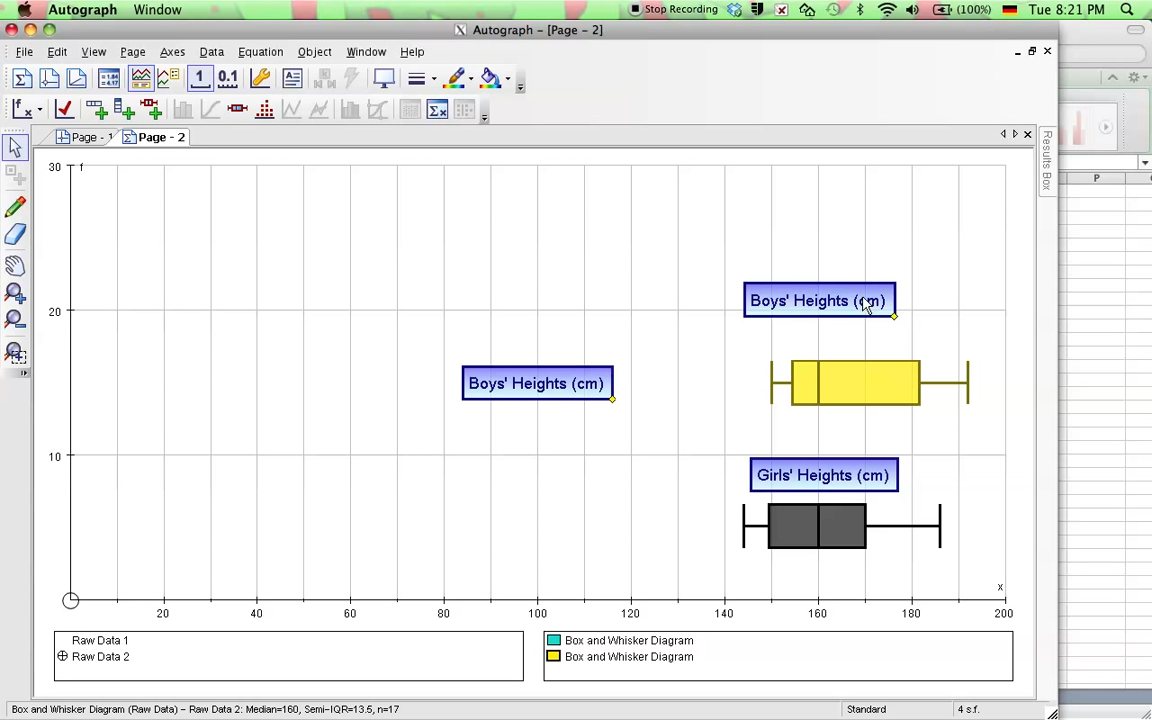 Autograph Window
Stop Recording (100%) Tue 8:21 PM
Autograph - [Page - 2]
File Edit View Page Axes Data Equation Object Window Help
1 0.1
Page - 1 Page - 2
Results Box
P
30 f
20
10
Boys' Heights (cm)
Boys' Heights (cm)
Girls' Heights (cm)
x
20 40 60 80 100 120 140 160 180 200
Raw Data 1
Raw Data 2
Box and Whisker Diagram
Box and Whisker Diagram
Box and Whisker Diagram (Raw Data) - Raw Data 2: Median=160, Semi-IQR=13.5, n=17 Standard 4 s.f.